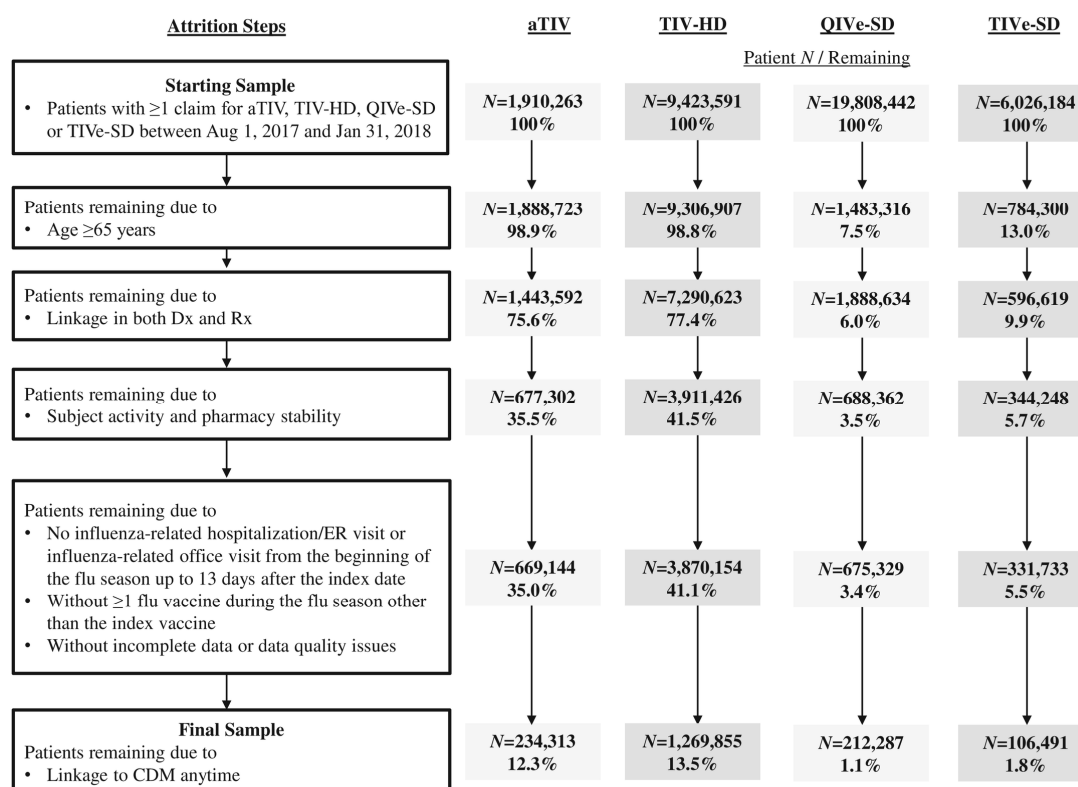 Attrition Steps
aTIV
TIV-HD
QIVe-SD
TIVe-SD
Patient N / Remaining
Starting Sample
• Patients with ≥1 claim for aTIV, TIV-HD, QIVe-SD
or TIVe-SD between Aug 1, 2017 and Jan 31, 2018
N=1,910,263
100%
N=9,423,591
100%
N=19,808,442
100%
N=6,026,184
100%
Patients remaining due to
• Age ≥65 years
N=1,888,723
98.9%
N=9,306,907
98.8%
N=1,483,316
7.5%
N=784,300
13.0%
Patients remaining due to
• Linkage in both Dx and Rx
N=1,443,592
75.6%
N=7,290,623
77.4%
N=1,888,634
6.0%
N=596,619
9.9%
Patients remaining due to
• Subject activity and pharmacy stability
N=677,302
35.5%
N=3,911,426
41.5%
N=688,362
3.5%
N=344,248
5.7%
Patients remaining due to
• No influenza-related hospitalization/ER visit or
influenza-related office visit from the beginning of
the flu season up to 13 days after the index date
• Without ≥1 flu vaccine during the flu season other
than the index vaccine
• Without incomplete data or data quality issues
N=669,144
35.0%
N=3,870,154
41.1%
N=675,329
3.4%
N=331,733
5.5%
Final Sample
Patients remaining due to
• Linkage to CDM anytime
N=234,313
12.3%
N=1,269,855
13.5%
N=212,287
1.1%
N=106,491
1.8%